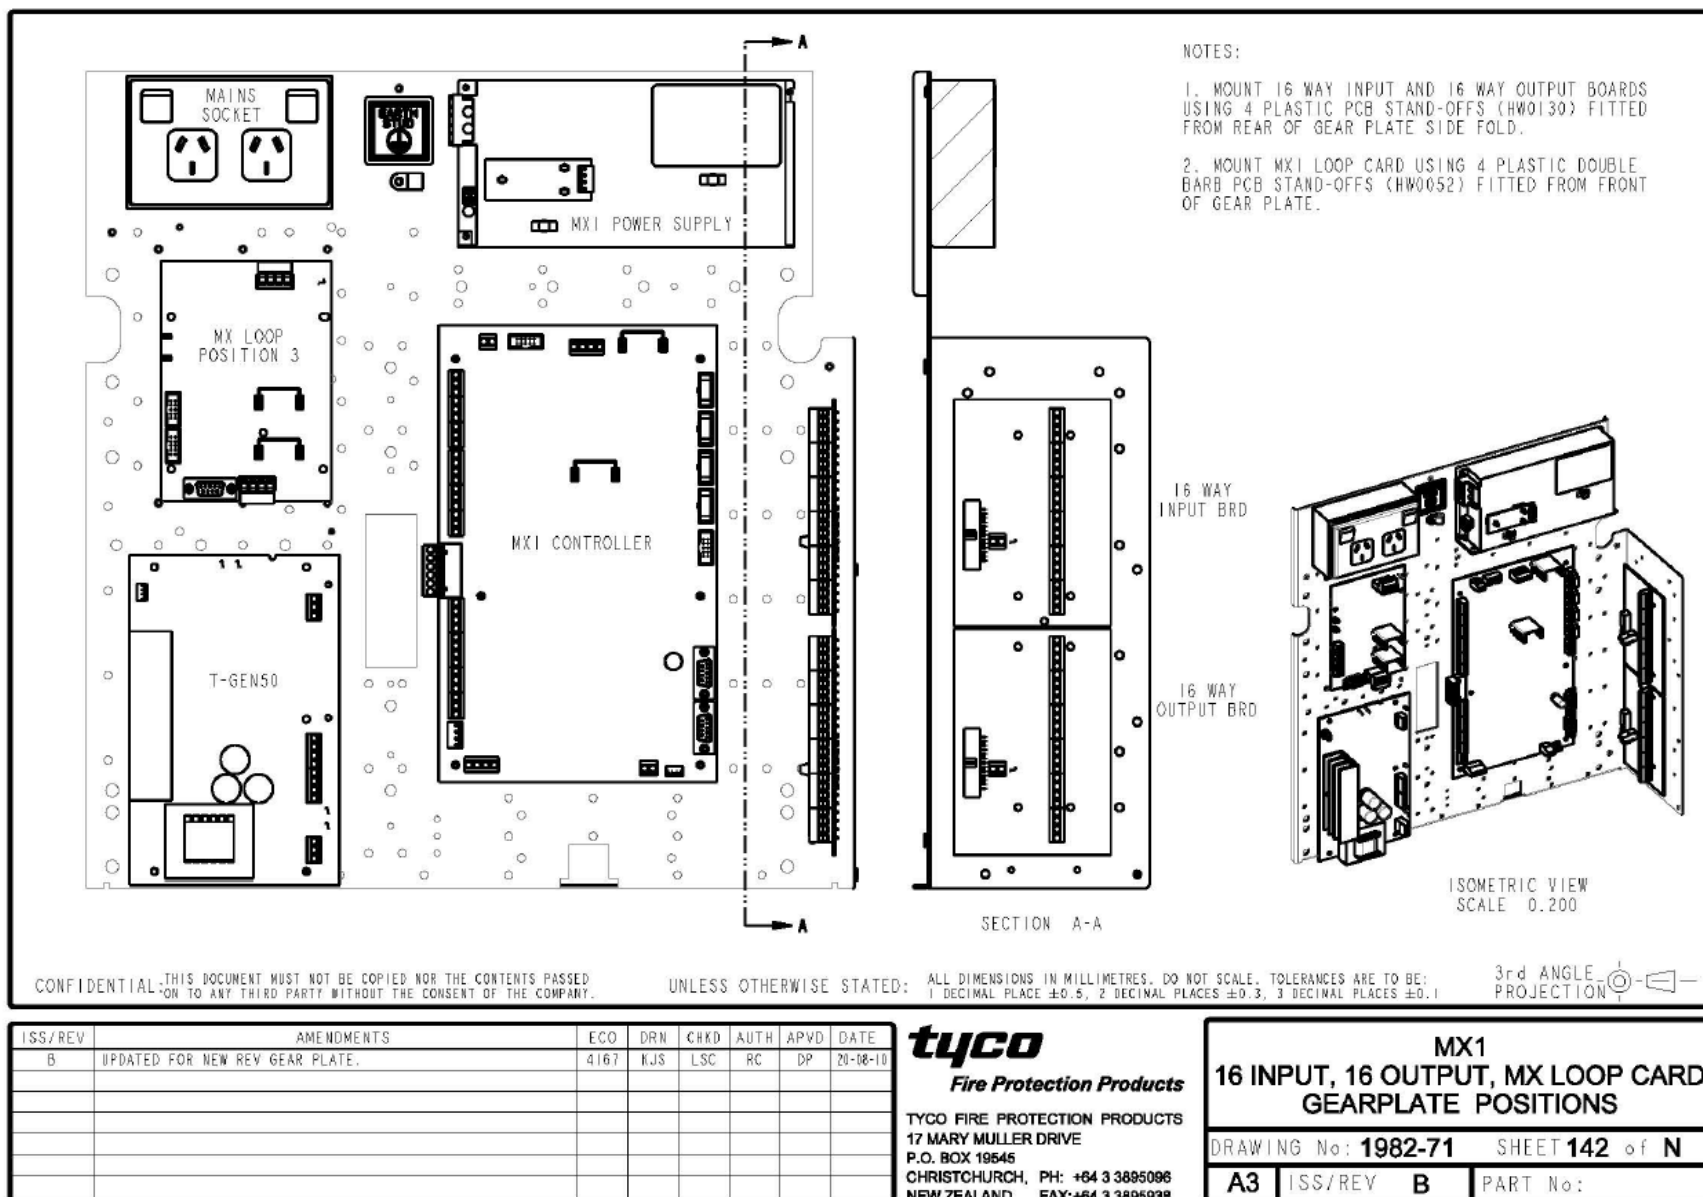 A
NOTES:
1. MOUNT 16 WAY INPUT AND 16 WAY OUTPUT BOARDS
USING 4 PLASTIC PCB STAND-OFFS (HW0130) FITTED
FROM REAR OF GEAR PLATE SIDE FOLD.
2. MOUNT MX1 LOOP CARD USING 4 PLASTIC DOUBLE
BARB PCB STAND-OFFS (HW0052) FITTED FROM FRONT
OF GEAR PLATE.
MAINS
SOCKET
EARTH
STUD
MX1 POWER SUPPLY
MX LOOP
POSITION 3
MX1 CONTROLLER
T-GEN50
16 WAY
INPUT BRD
16 WAY
OUTPUT BRD
A
SECTION A-A
ISOMETRIC VIEW
SCALE 0.200
CONFIDENTIAL: THIS DOCUMENT MUST NOT BE COPIED NOR THE CONTENTS PASSED
ON TO ANY THIRD PARTY WITHOUT THE CONSENT OF THE COMPANY.
UNLESS OTHERWISE STATED: ALL DIMENSIONS IN MILLIMETRES. DO NOT SCALE. TOLERANCES ARE TO BE:
1 DECIMAL PLACE ±0.5, 2 DECIMAL PLACES ±0.3, 3 DECIMAL PLACES ±0.1
3rd ANGLE
PROJECTION
ISS/REV AMENDMENTS ECO DRN CHKD AUTH APVD DATE
B UPDATED FOR NEW REV GEAR PLATE. 4167 KJS LSC RC DP 20-08-10
tyco
Fire Protection Products
TYCO FIRE PROTECTION PRODUCTS
17 MARY MULLER DRIVE
P.O. BOX 19545
CHRISTCHURCH, PH: +64 3 3895096
NEW ZEALAND FAX: +64 3 3895938
MX1
16 INPUT, 16 OUTPUT, MX LOOP CARD
GEARPLATE POSITIONS
DRAWING No: 1982-71 SHEET 142 of N
A3 ISS/REV B PART No: